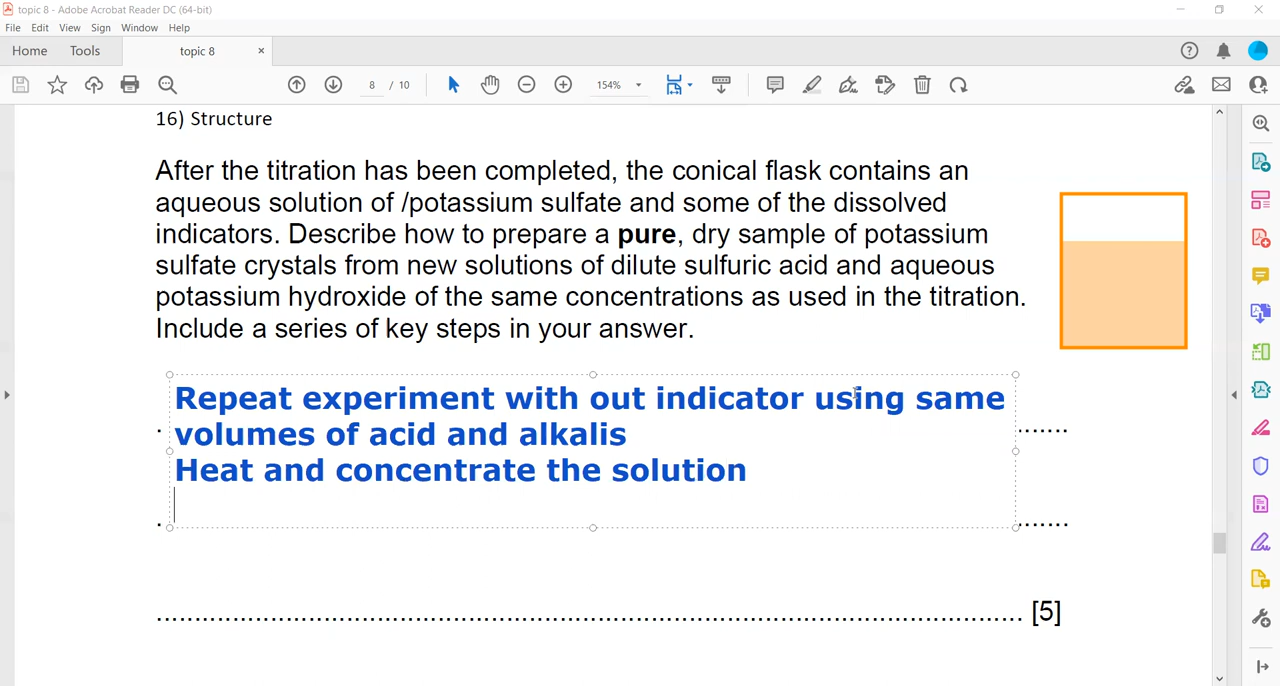 topic 8 - Adobe Acrobat Reader DC (64-bit)
File Edit View Sign Window Help
Home Tools topic 8 ×
8 / 10 154%
16) Structure
After the titration has been completed, the conical flask contains an
aqueous solution of /potassium sulfate and some of the dissolved
indicators. Describe how to prepare a pure, dry sample of potassium
sulfate crystals from new solutions of dilute sulfuric acid and aqueous
potassium hydroxide of the same concentrations as used in the titration.
Include a series of key steps in your answer.
Repeat experiment with out indicator using same
volumes of acid and alkalis
Heat and concentrate the solution
[5]